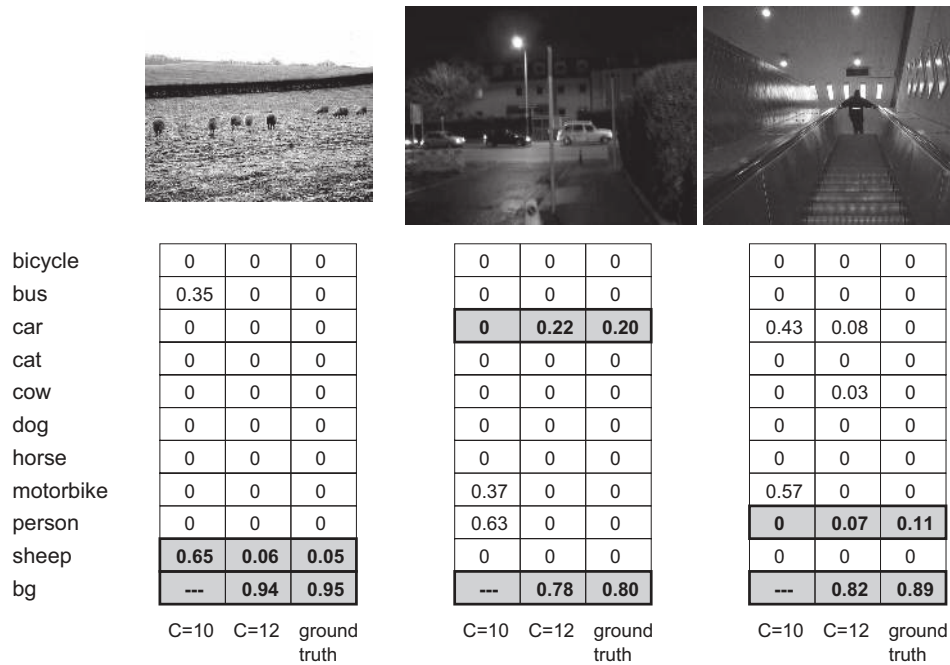 bicycle 0 0 0 0 0 0 0 0 0
bus 0.35 0 0 0 0 0 0 0 0
car 0 0 0 0 0.22 0.20 0.43 0.08 0
cat 0 0 0 0 0 0 0 0 0
cow 0 0 0 0 0 0 0 0.03 0
dog 0 0 0 0 0 0 0 0 0
horse 0 0 0 0 0 0 0 0 0
motorbike 0 0 0 0.37 0 0 0.57 0 0
person 0 0 0 0.63 0 0 0 0.07 0.11
sheep 0.65 0.06 0.05 0 0 0 0 0 0
bg --- 0.94 0.95 --- 0.78 0.80 --- 0.82 0.89
C=10 C=12 ground C=10 C=12 ground C=10 C=12 ground
truth truth truth